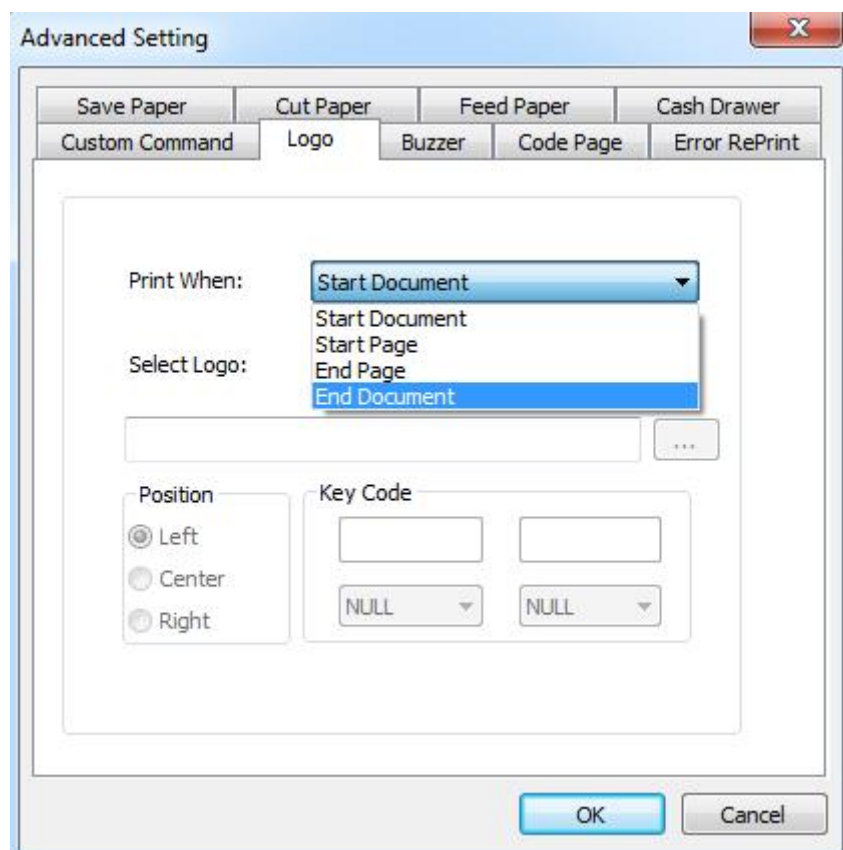 Advanced Setting
X
Save Paper Cut Paper Feed Paper Cash Drawer
Custom Command Logo Buzzer Code Page Error RePrint
Print When: Start Document
Start Document
Start Page
Select Logo: End Page
End Document
...
Position Key Code
Left
Center
NULL NULL
Right
OK Cancel